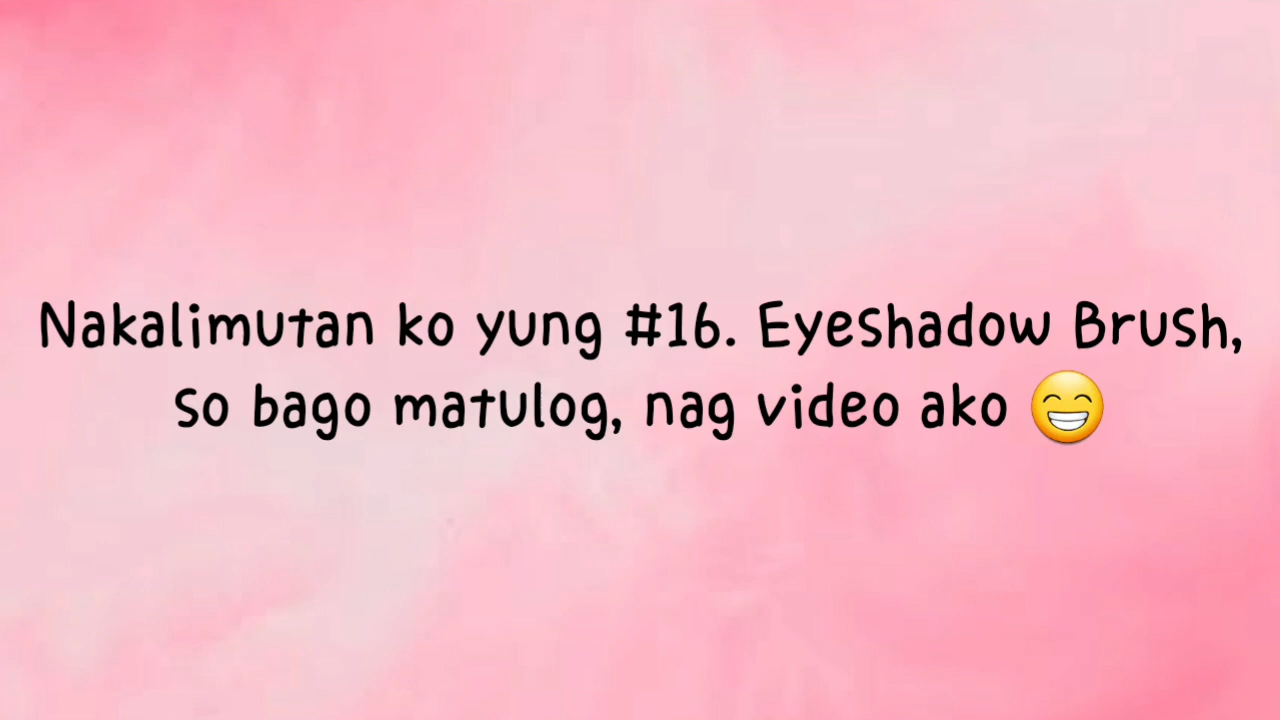 Nakalimutan ko yung #16. Eyeshadow Brush,
so bago matulog, nag video ako 😁